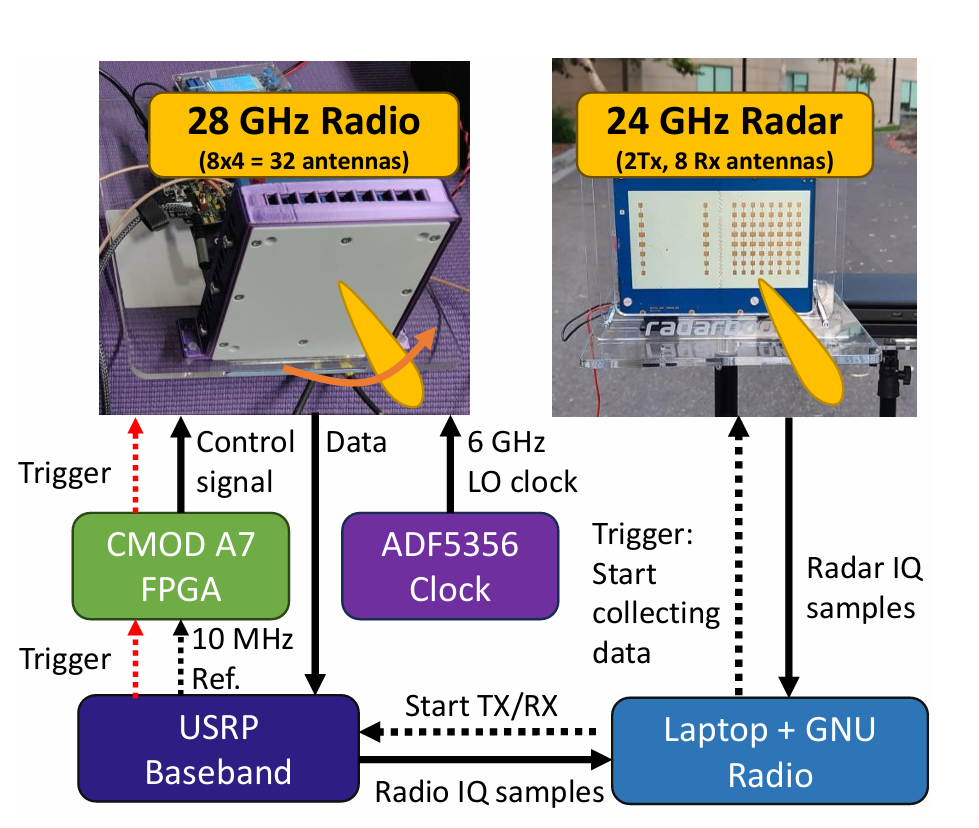 28 GHz Radio
(8x4 = 32 antennas)
24 GHz Radar
(2Tx, 8 Rx antennas)
Trigger
Control
signal
Data
6 GHz
LO clock
CMOD A7
FPGA
ADF5356
Clock
Trigger:
Start
collecting
data
Radar IQ
samples
Trigger
10 MHz
Ref.
USRP
Baseband
Start TX/RX
Radio IQ samples
Laptop + GNU
Radio